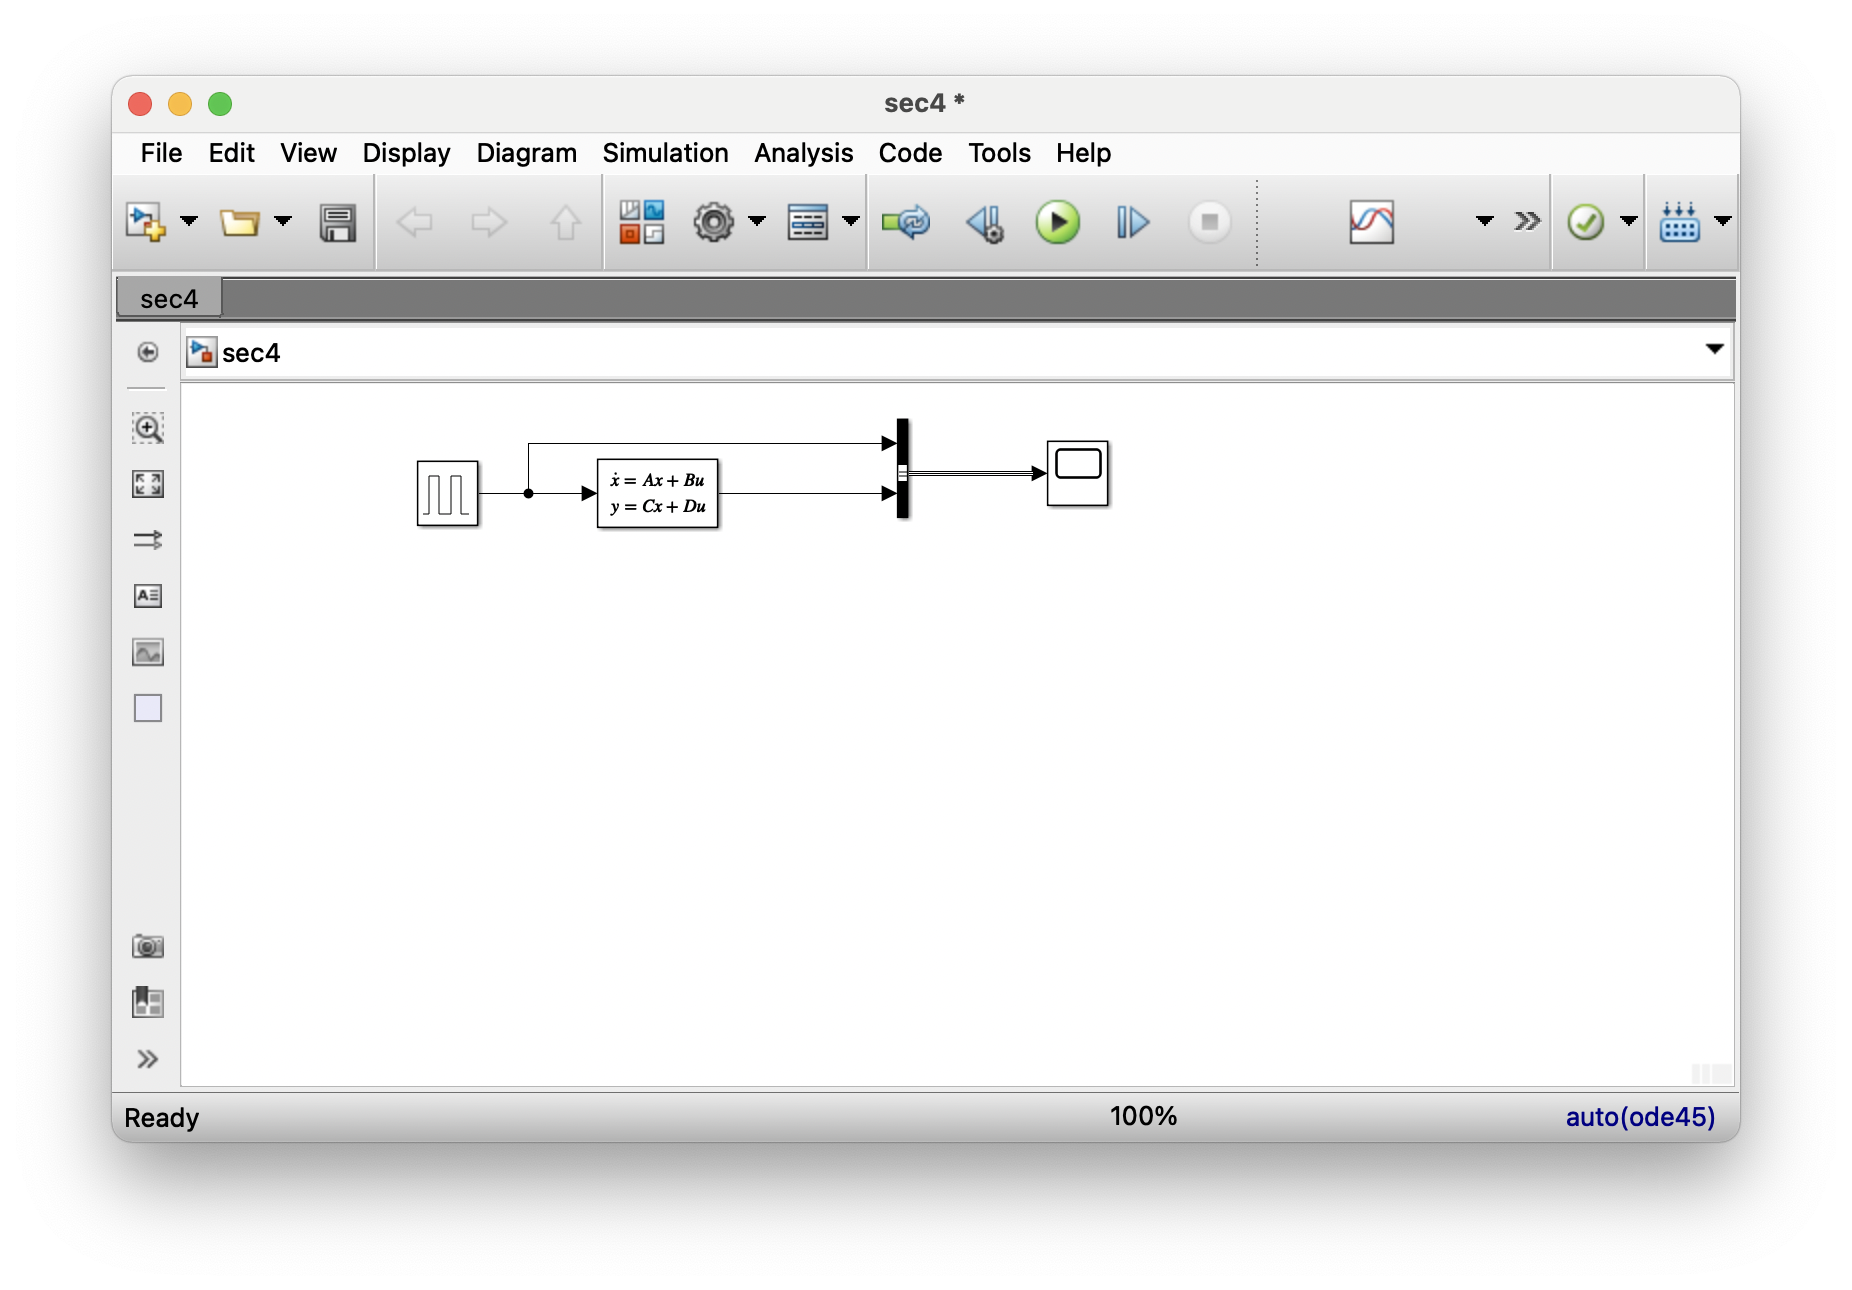 sec4 *
File Edit View Display Diagram Simulation Analysis Code Tools Help
sec4
sec4
ẋ = Ax + Bu
y = Cx + Du
Ready 100% auto(ode45)